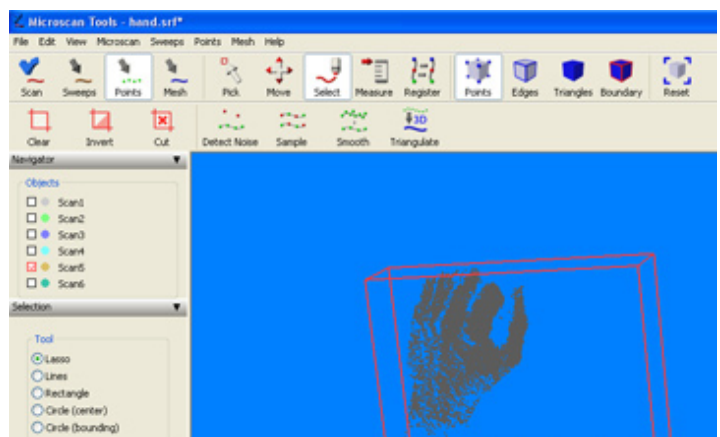 Microscan Tools - hand.srf*
File Edit View Microscan Sweeps Points Mesh Help
Scan Sweeps Points Mesh Pick Move Select Measure Register Points Edges Triangles Boundary Reset
Clear Invert Cut Detect Noise Sample Smooth Triangulate
3D
Navigator
Objects
Scan1
Scan2
Scan3
Scan4
Scan5
Scan6
Selection
Tool
Lasso
Lines
Rectangle
Circle (center)
Circle (bounding)